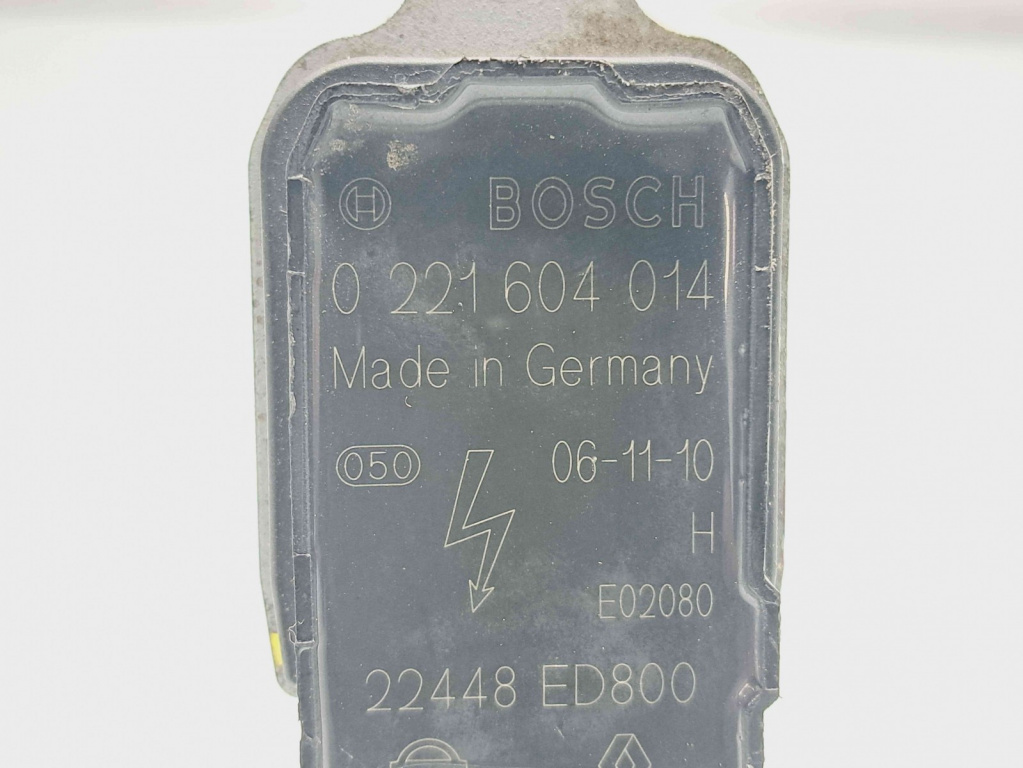 BOSCH
0 221 604 014
Made in Germany
050 06-11-10
H
E02080
22448 ED800